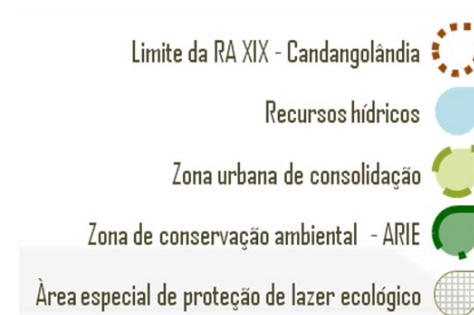 Limite da RA XIX - Candangolândia
Recursos hídricos
Zona urbana de consolidação
Zona de conservação ambiental - ARIE
Àrea especial de proteção de lazer ecológico